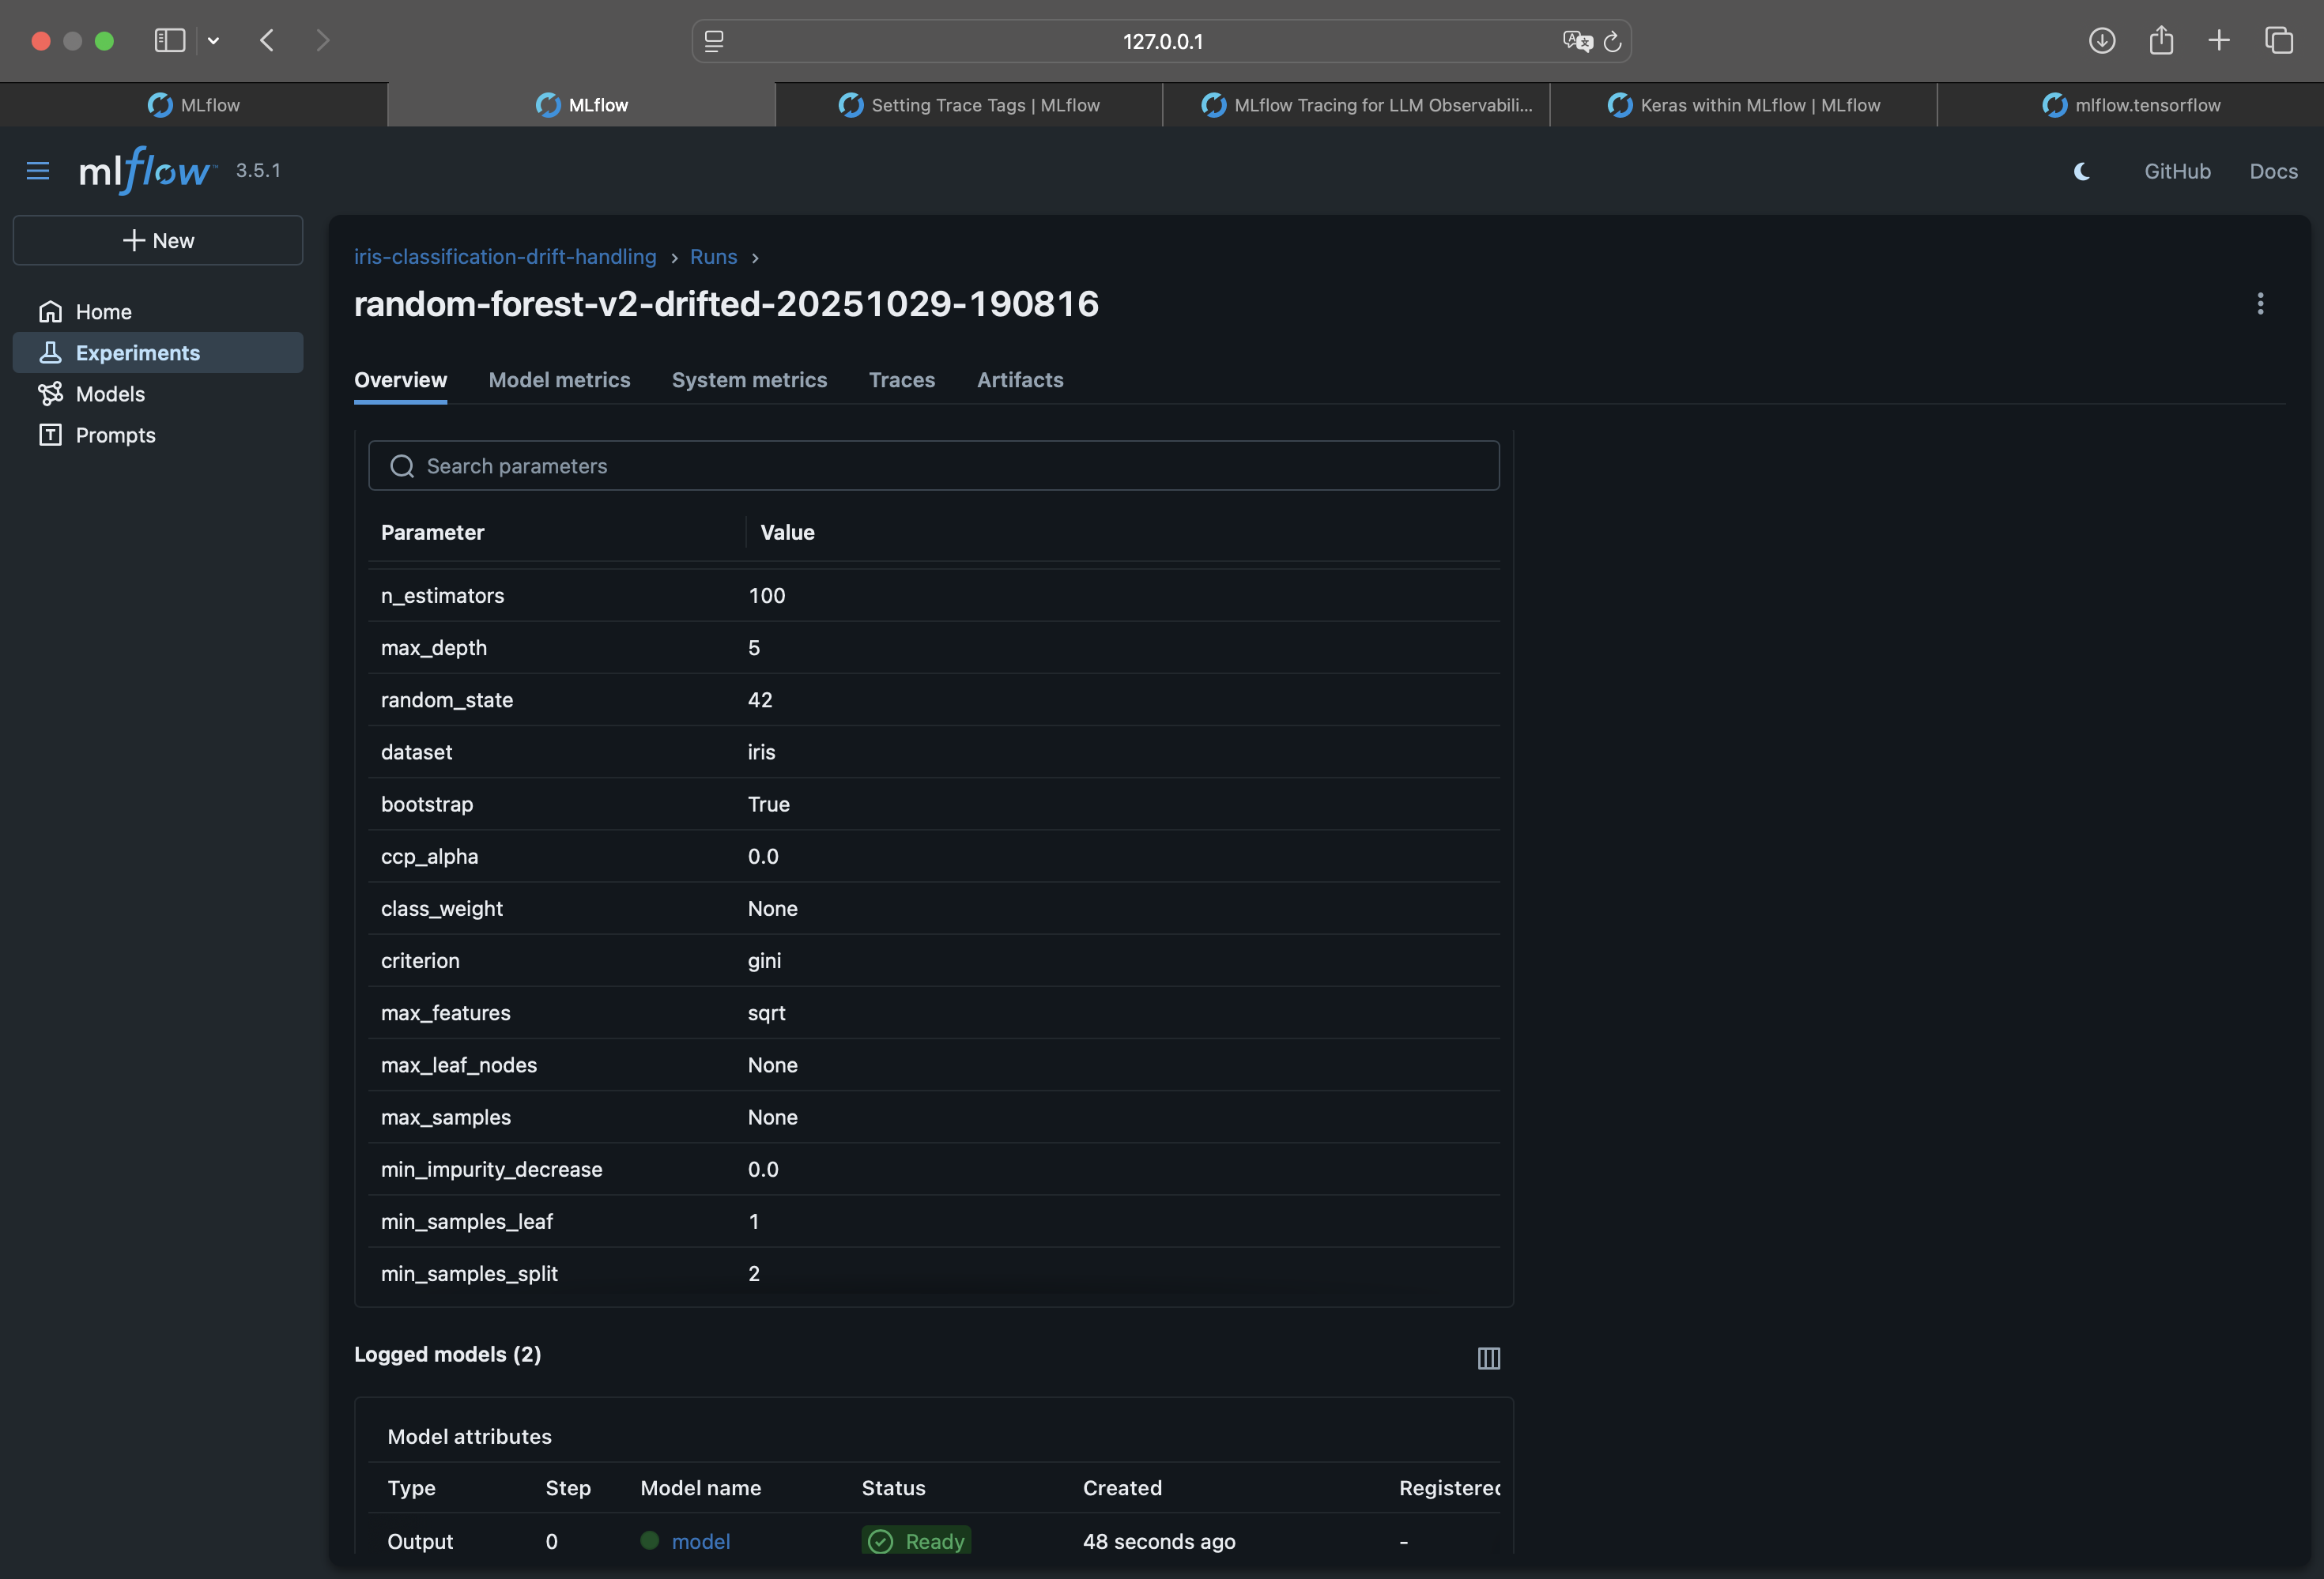 127.0.0.1
MLflow
MLflow
Setting Trace Tags | MLflow
MLflow Tracing for LLM Observabili...
Keras within MLflow | MLflow
mlflow.tensorflow
mlflow™ 3.5.1
GitHub
Docs
New
Home
Experiments
Models
Prompts
iris-classification-drift-handling > Runs >
random-forest-v2-drifted-20251029-190816
Overview Model metrics System metrics Traces Artifacts
Search parameters
Parameter Value
n_estimators 100
max_depth 5
random_state 42
dataset iris
bootstrap True
ccp_alpha 0.0
class_weight None
criterion gini
max_features sqrt
max_leaf_nodes None
max_samples None
min_impurity_decrease 0.0
min_samples_leaf 1
min_samples_split 2
Logged models (2)
Model attributes
Type Step Model name Status Created Registered
Output 0 model Ready 48 seconds ago -